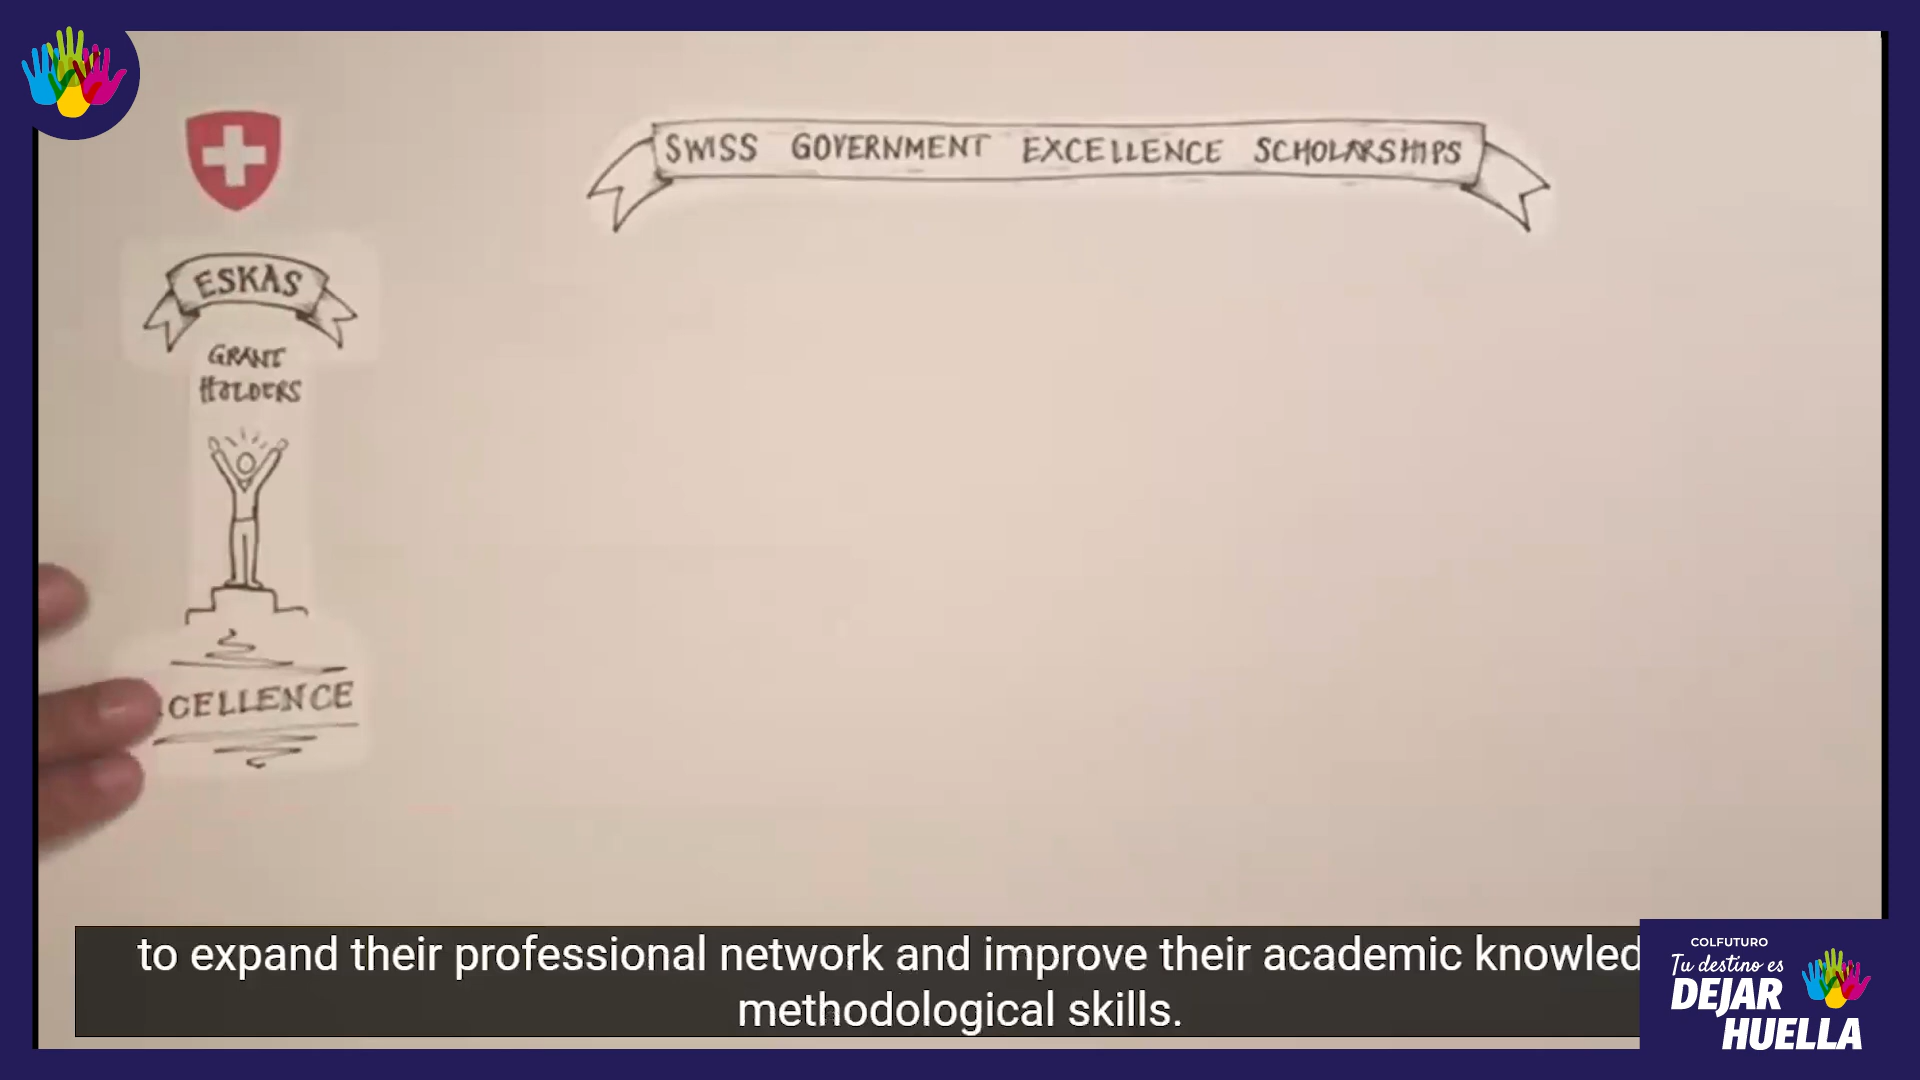 SWISS GOVERNMENT EXCELLENCE SCHOLARSHIPS
ESKAS
GRANT
HOLDERS
CELLENCE
to expand their professional network and improve their academic knowled
methodological skills.
COLFUTURO
Tu destino es
DEJAR
HUELLA